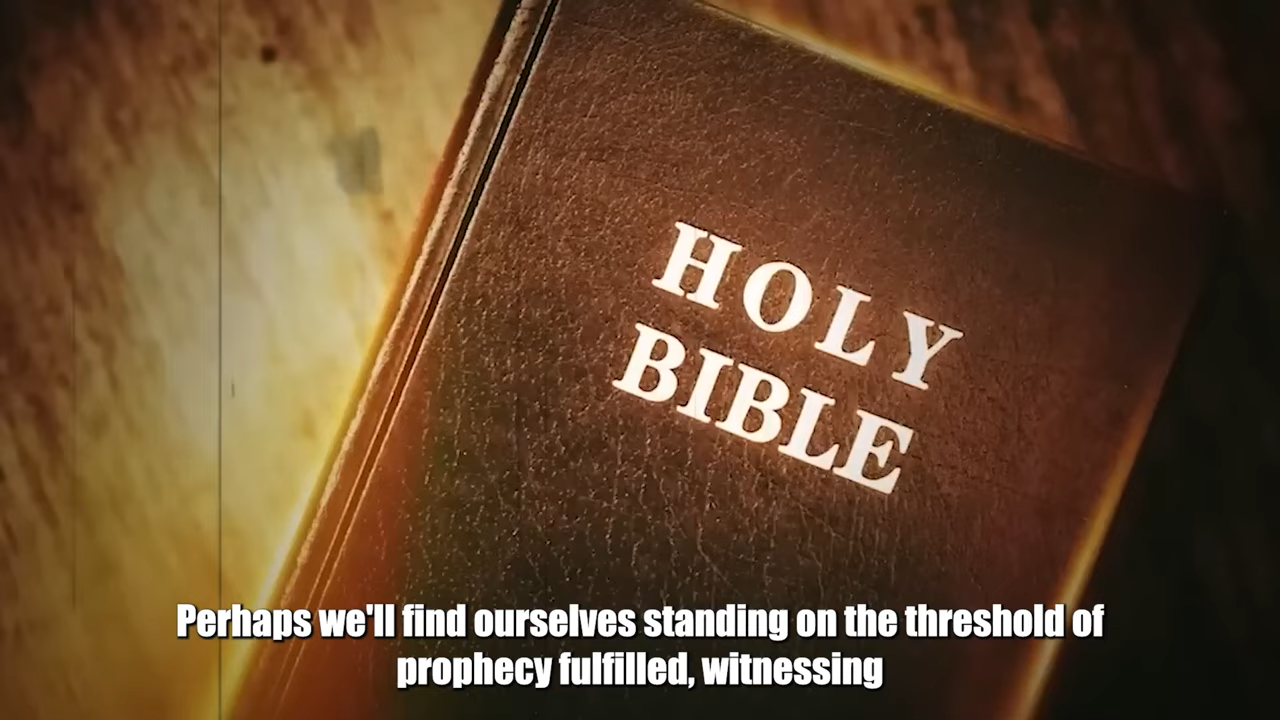 HOLY
BIBLE
Perhaps we'll find ourselves standing on the threshold of
prophecy fulfilled, witnessing